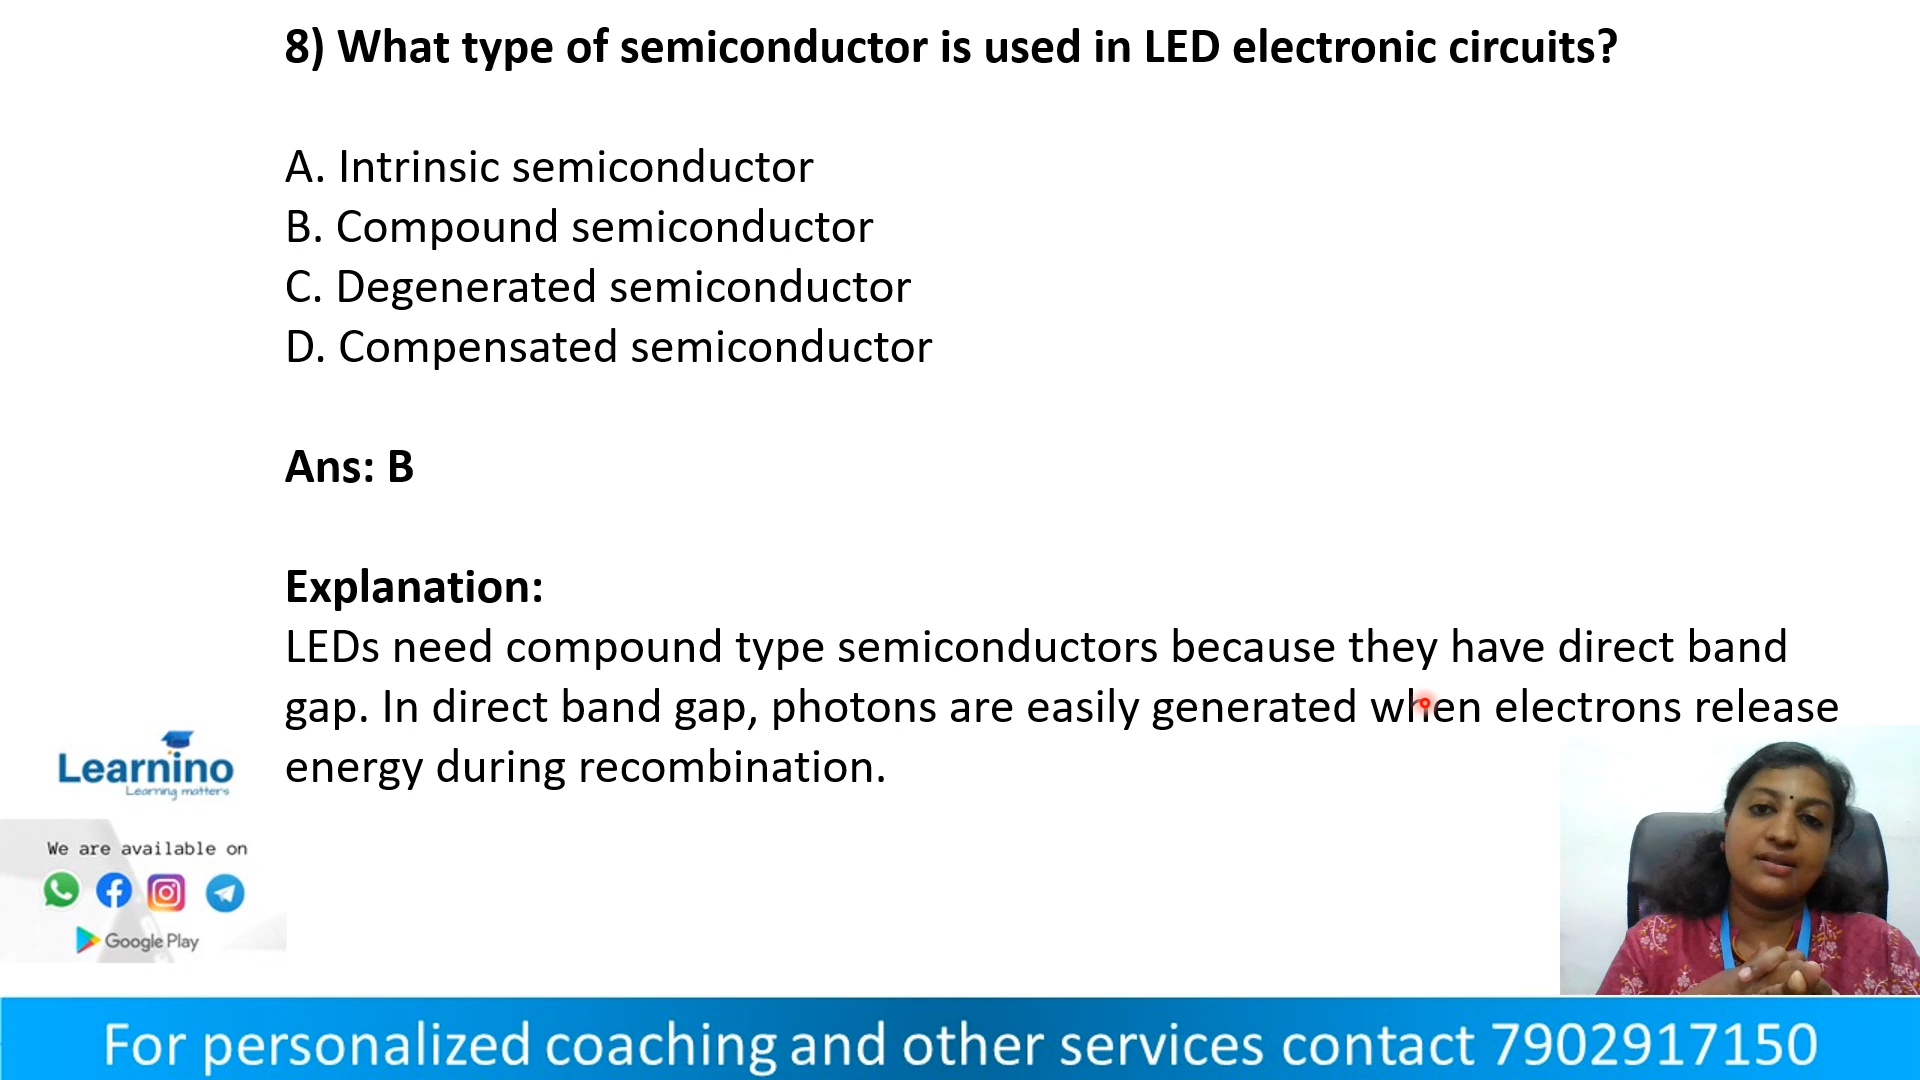 8) What type of semiconductor is used in LED electronic circuits?
A. Intrinsic semiconductor
B. Compound semiconductor
C. Degenerated semiconductor
D. Compensated semiconductor
Ans: B
Explanation:
LEDs need compound type semiconductors because they have direct band
gap. In direct band gap, photons are easily generated when electrons release
energy during recombination.
Learnino
Learning matters
We are available on
Google Play
For personalized coaching and other services contact 7902917150